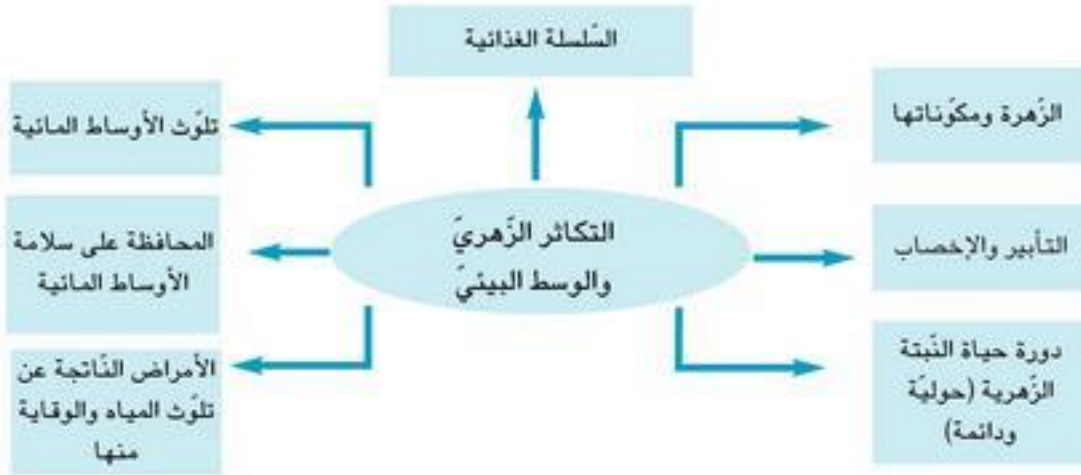 السّلسلة الغذائية
الزّهرة ومكوّناتها
التأبير والإخصاب
دورة حياة النّبتة
الزّهرية (حوليّة
ودائمة)
التكاثر الزّهريّ
والوسط البيئيّ
تلوّث الأوساط المائية
المحافظة على سلامة
الأوساط المائية
الأمراض النّاتجة عن
تلوّث المياه والوقاية
منها